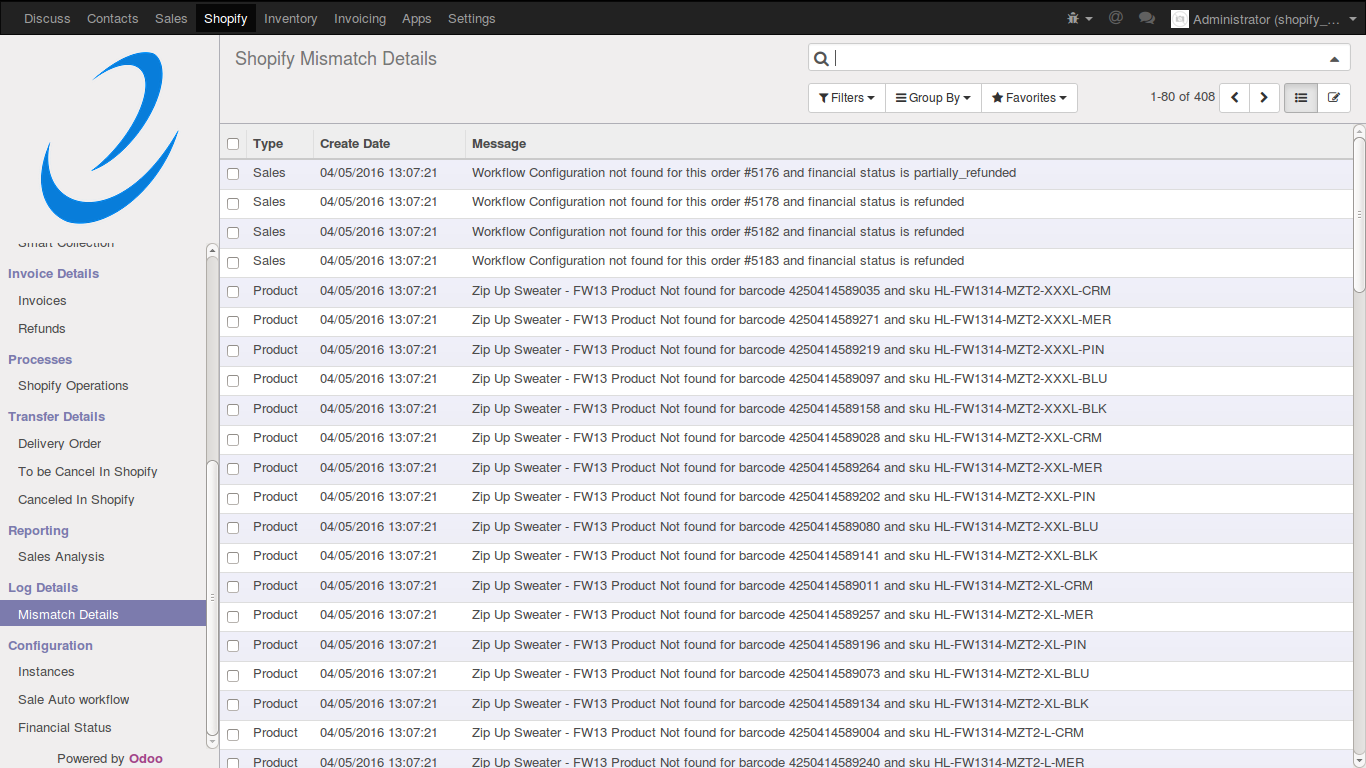 Discuss Contacts Sales Shopify Inventory Invoicing Apps Settings @ Administrator (shopify_...
Shopify Mismatch Details
Filters Group By Favorites 1-80 of 408
Smart Collection
Invoice Details
Invoices
Refunds
Processes
Shopify Operations
Transfer Details
Delivery Order
To be Cancel In Shopify
Canceled In Shopify
Reporting
Sales Analysis
Log Details
Mismatch Details
Configuration
Instances
Sale Auto workflow
Financial Status
Powered by Odoo
Type Create Date Message
Sales 04/05/2016 13:07:21 Workflow Configuration not found for this order #5176 and financial status is partially_refunded
Sales 04/05/2016 13:07:21 Workflow Configuration not found for this order #5178 and financial status is refunded
Sales 04/05/2016 13:07:21 Workflow Configuration not found for this order #5182 and financial status is refunded
Sales 04/05/2016 13:07:21 Workflow Configuration not found for this order #5183 and financial status is refunded
Product 04/05/2016 13:07:21 Zip Up Sweater - FW13 Product Not found for barcode 4250414589035 and sku HL-FW1314-MZT2-XXXL-CRM
Product 04/05/2016 13:07:21 Zip Up Sweater - FW13 Product Not found for barcode 4250414589271 and sku HL-FW1314-MZT2-XXXL-MER
Product 04/05/2016 13:07:21 Zip Up Sweater - FW13 Product Not found for barcode 4250414589219 and sku HL-FW1314-MZT2-XXXL-PIN
Product 04/05/2016 13:07:21 Zip Up Sweater - FW13 Product Not found for barcode 4250414589097 and sku HL-FW1314-MZT2-XXXL-BLU
Product 04/05/2016 13:07:21 Zip Up Sweater - FW13 Product Not found for barcode 4250414589158 and sku HL-FW1314-MZT2-XXXL-BLK
Product 04/05/2016 13:07:21 Zip Up Sweater - FW13 Product Not found for barcode 4250414589028 and sku HL-FW1314-MZT2-XXL-CRM
Product 04/05/2016 13:07:21 Zip Up Sweater - FW13 Product Not found for barcode 4250414589264 and sku HL-FW1314-MZT2-XXL-MER
Product 04/05/2016 13:07:21 Zip Up Sweater - FW13 Product Not found for barcode 4250414589202 and sku HL-FW1314-MZT2-XXL-PIN
Product 04/05/2016 13:07:21 Zip Up Sweater - FW13 Product Not found for barcode 4250414589080 and sku HL-FW1314-MZT2-XXL-BLU
Product 04/05/2016 13:07:21 Zip Up Sweater - FW13 Product Not found for barcode 4250414589141 and sku HL-FW1314-MZT2-XXL-BLK
Product 04/05/2016 13:07:21 Zip Up Sweater - FW13 Product Not found for barcode 4250414589011 and sku HL-FW1314-MZT2-XL-CRM
Product 04/05/2016 13:07:21 Zip Up Sweater - FW13 Product Not found for barcode 4250414589257 and sku HL-FW1314-MZT2-XL-MER
Product 04/05/2016 13:07:21 Zip Up Sweater - FW13 Product Not found for barcode 4250414589196 and sku HL-FW1314-MZT2-XL-PIN
Product 04/05/2016 13:07:21 Zip Up Sweater - FW13 Product Not found for barcode 4250414589073 and sku HL-FW1314-MZT2-XL-BLU
Product 04/05/2016 13:07:21 Zip Up Sweater - FW13 Product Not found for barcode 4250414589134 and sku HL-FW1314-MZT2-XL-BLK
Product 04/05/2016 13:07:21 Zip Up Sweater - FW13 Product Not found for barcode 4250414589004 and sku HL-FW1314-MZT2-L-CRM
Product 04/05/2016 13:07:21 Zip Up Sweater - FW13 Product Not found for barcode 4250414589240 and sku HL-FW1314-MZT2-L-MER